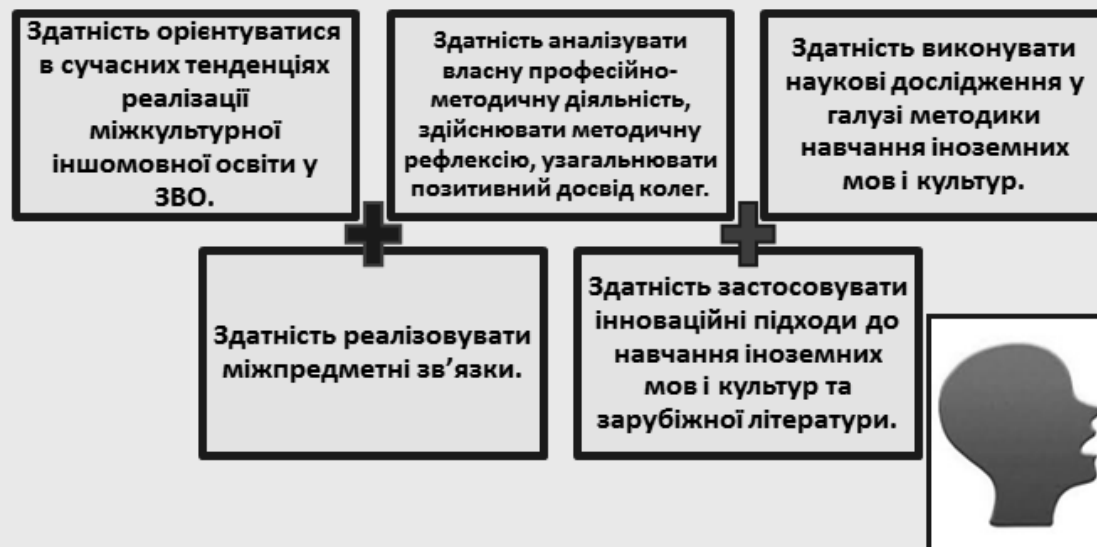 Здатність орієнтуватися
в сучасних тенденціях
реалізації
міжкультурної
іншомовної освіти у
ЗВО.
Здатність аналізувати
власну професійно-
методичну діяльність,
здійснювати методичну
рефлексію, узагальнювати
позитивний досвід колег.
Здатність виконувати
наукові дослідження у
галузі методики
навчання іноземних
мов і культур.
Здатність реалізовувати
міжпредметні зв’язки.
Здатність застосовувати
інноваційні підходи до
навчання іноземних
мов і культур та
зарубіжної літератури.